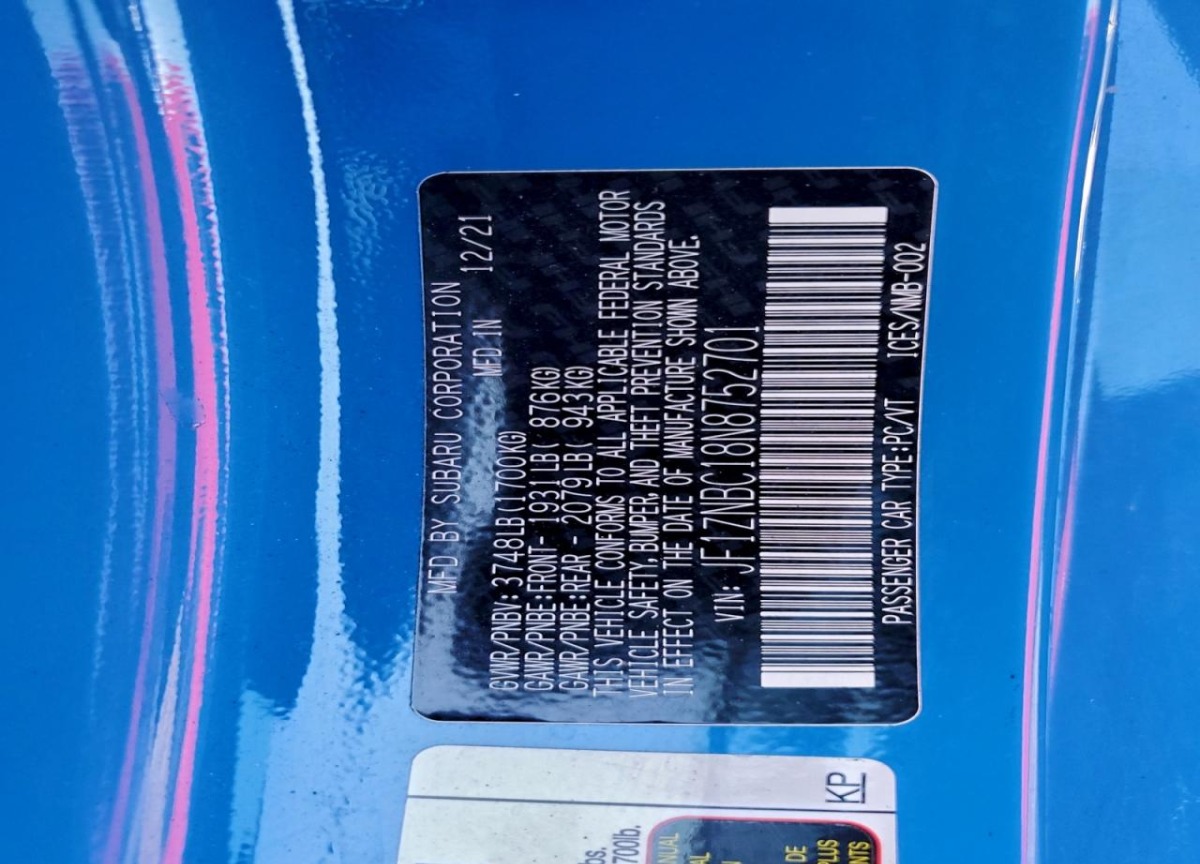 MFD BY SUBARU CORPORATION
MFD IN 12/21
GVWR/PNBV: 3748LB(1700KG)
GAWR/PNBE:FRONT- 1931LB( 876KG)
GAWR/PNBE:REAR - 2079LB( 943KG)
THIS VEHICLE CONFORMS TO ALL APPLICABLE FEDERAL MOTOR
VEHICLE SAFETY, BUMPER, AND THEFT PREVENTION STANDARDS
IN EFFECT ON THE DATE OF MANUFACTURE SHOWN ABOVE.
VIN: JF1ZNBC18N8752701
PASSENGER CAR TYPE:PC/VT ICES/NMB-002
KP
700lb.
DE
PLUS